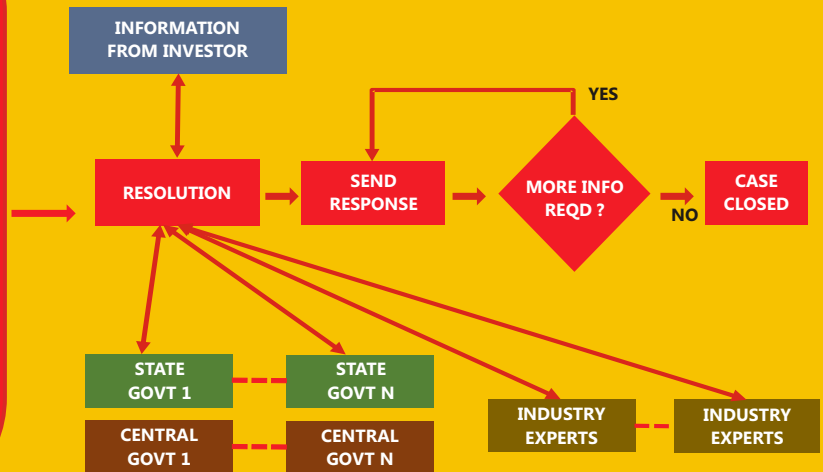 INFORMATION
FROM INVESTOR
YES
RESOLUTION
SEND
RESPONSE
MORE INFO
REQD ?
NO
CASE
CLOSED
STATE
GOVT 1
STATE
GOVT N
INDUSTRY
EXPERTS
INDUSTRY
EXPERTS
CENTRAL
GOVT 1
CENTRAL
GOVT N